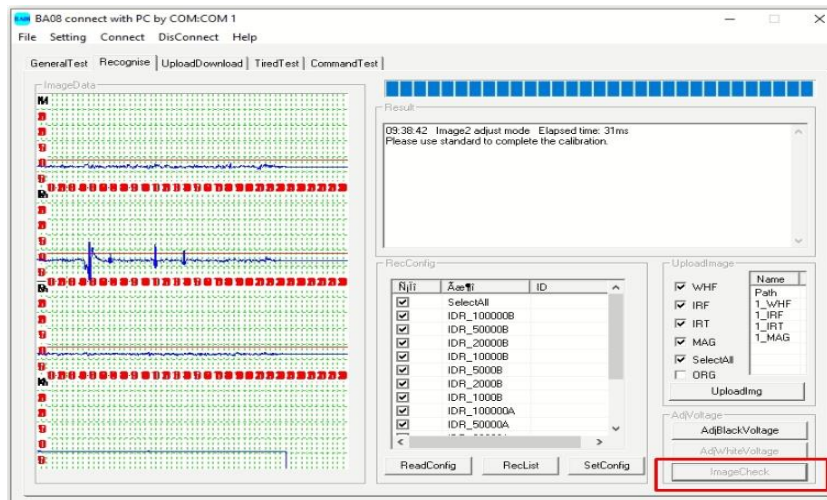 BA08 BA08 connect with PC by COM:COM 1
File Setting Connect DisConnect Help
GeneralTest Recognise UploadDownload TiredTest CommandTest
ImageData
Result
09:38:42 Image2 adjust mode Elapsed time: 31ms
Please use standard to complete the calibration.
RecConfig
Ñ¡Ïî Ãæ¶î ID
SelectAll
IDR_100000B
IDR_50000B
IDR_20000B
IDR_10000B
IDR_5000B
IDR_2000B
IDR_1000B
IDR_100000A
IDR_50000A
ReadConfig RecList SetConfig
UploadImage
WHF
IRF
IRT
MAG
SelectAll
ORG
Name
Path
1_WHF
1_IRF
1_IRT
1_MAG
UploadImg
AdjVoltage
AdjBlackVoltage
AdjWhiteVoltage
ImageCheck